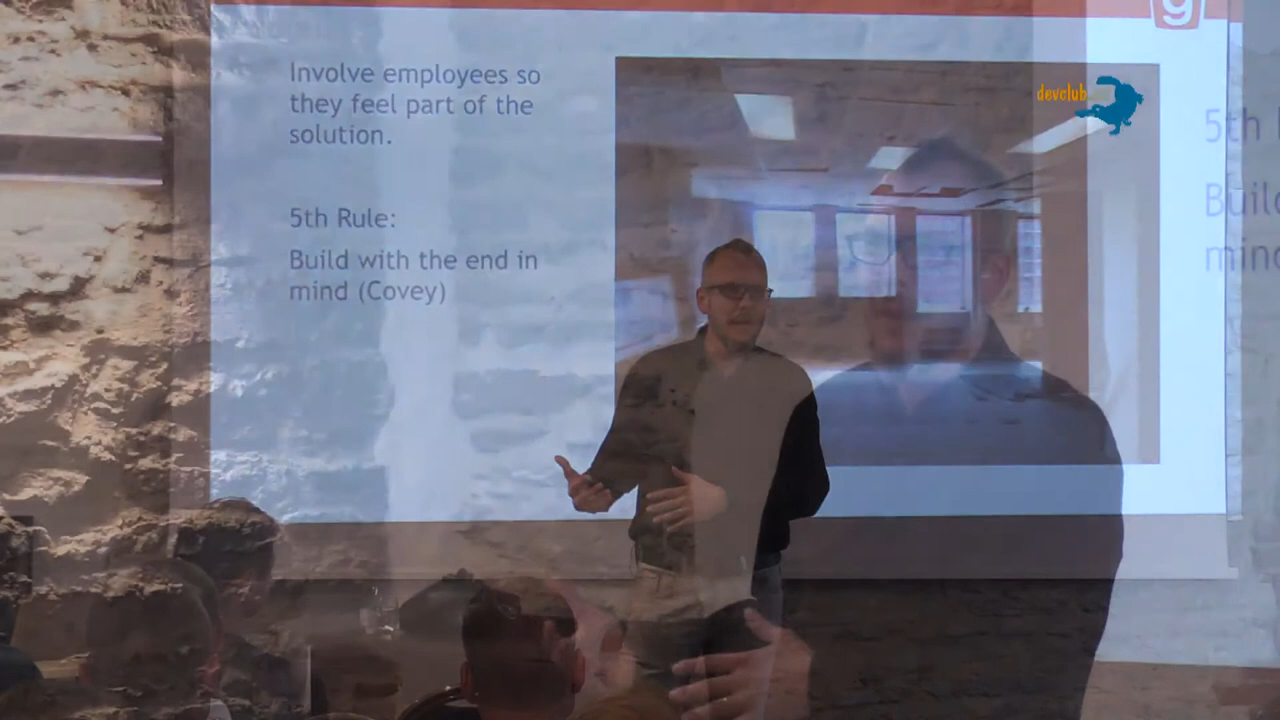 g
Involve employees so
they feel part of the
solution.
devclub
5th
5th Rule:
Build with the end in
mind (Covey)